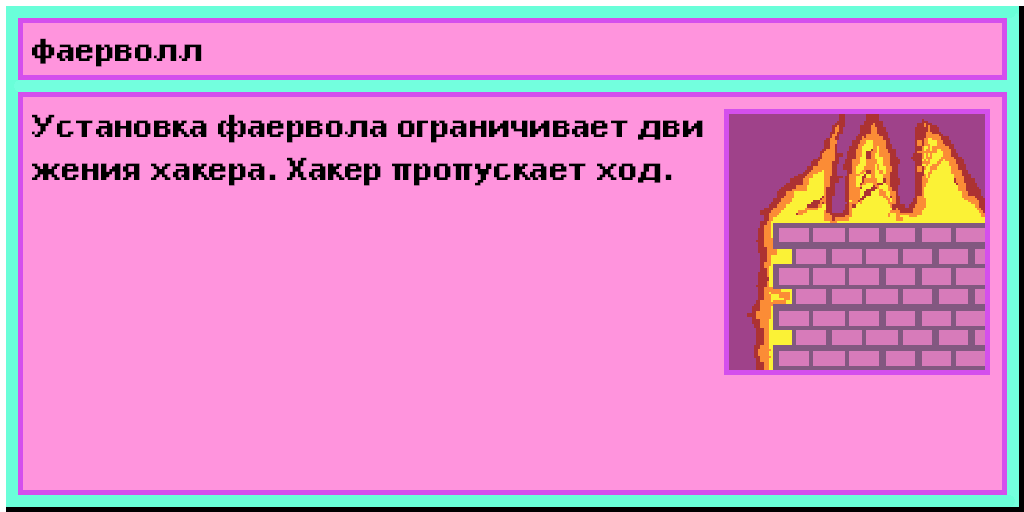 фаерволл
Установка фаервола ограничивает дви
жения хакера. Хакер пропускает ход.